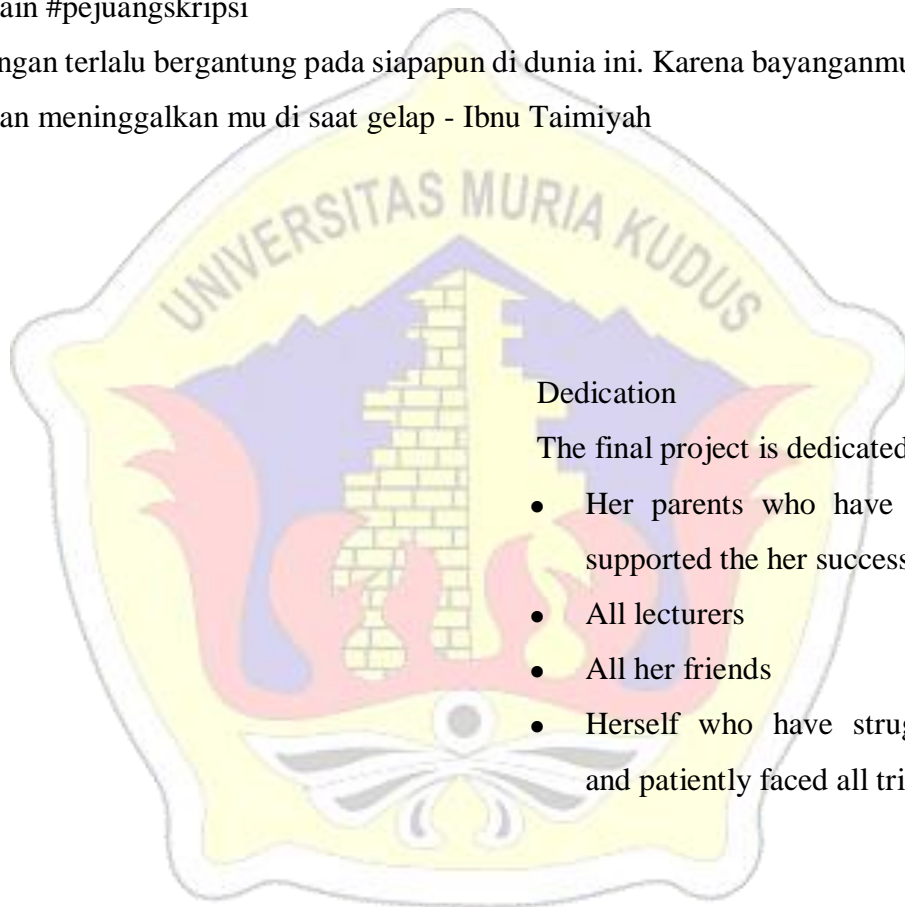 ain #pejuangskripsi
ngan terlalu bergantung pada siapapun di dunia ini. Karena bayanganmu
an meninggalkan mu di saat gelap - Ibnu Taimiyah
UNIVERSITAS MURIA KUDUS
Dedication
The final project is dedicated
● Her parents who have
supported the her success
● All lecturers
● All her friends
● Herself who have strug
and patiently faced all tri